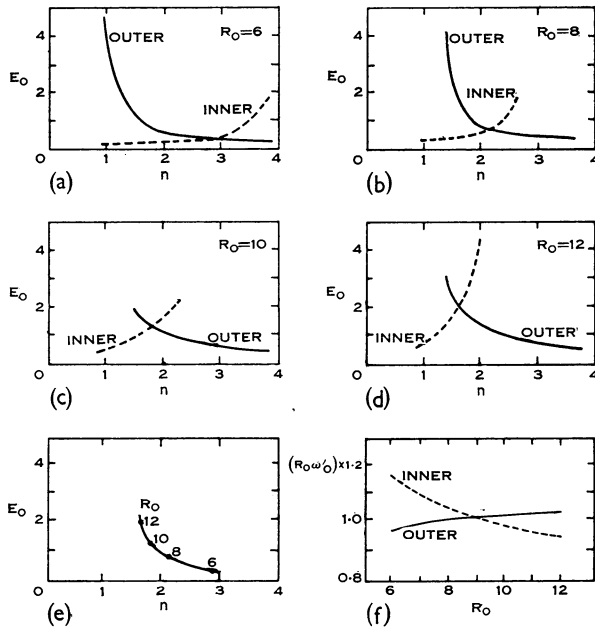 4
2
0
E₀
OUTER
R₀=6
INNER
1 2 3 4
n
(a)
4
2
0
E₀
OUTER
R₀=8
INNER
1 2 3 4
n
(b)
4
2
0
E₀
R₀=10
INNER
OUTER
1 2 3 4
n
(c)
4
2
0
E₀
R₀=12
INNER
OUTER
1 2 3 4
n
(d)
4
2
0
E₀
R₀
12
10
8
6
1 2 3 4
n
(e)
(R₀ω'₀)×1.2
1.0
0.8
INNER
OUTER
6 8 10 12
R₀
(f)